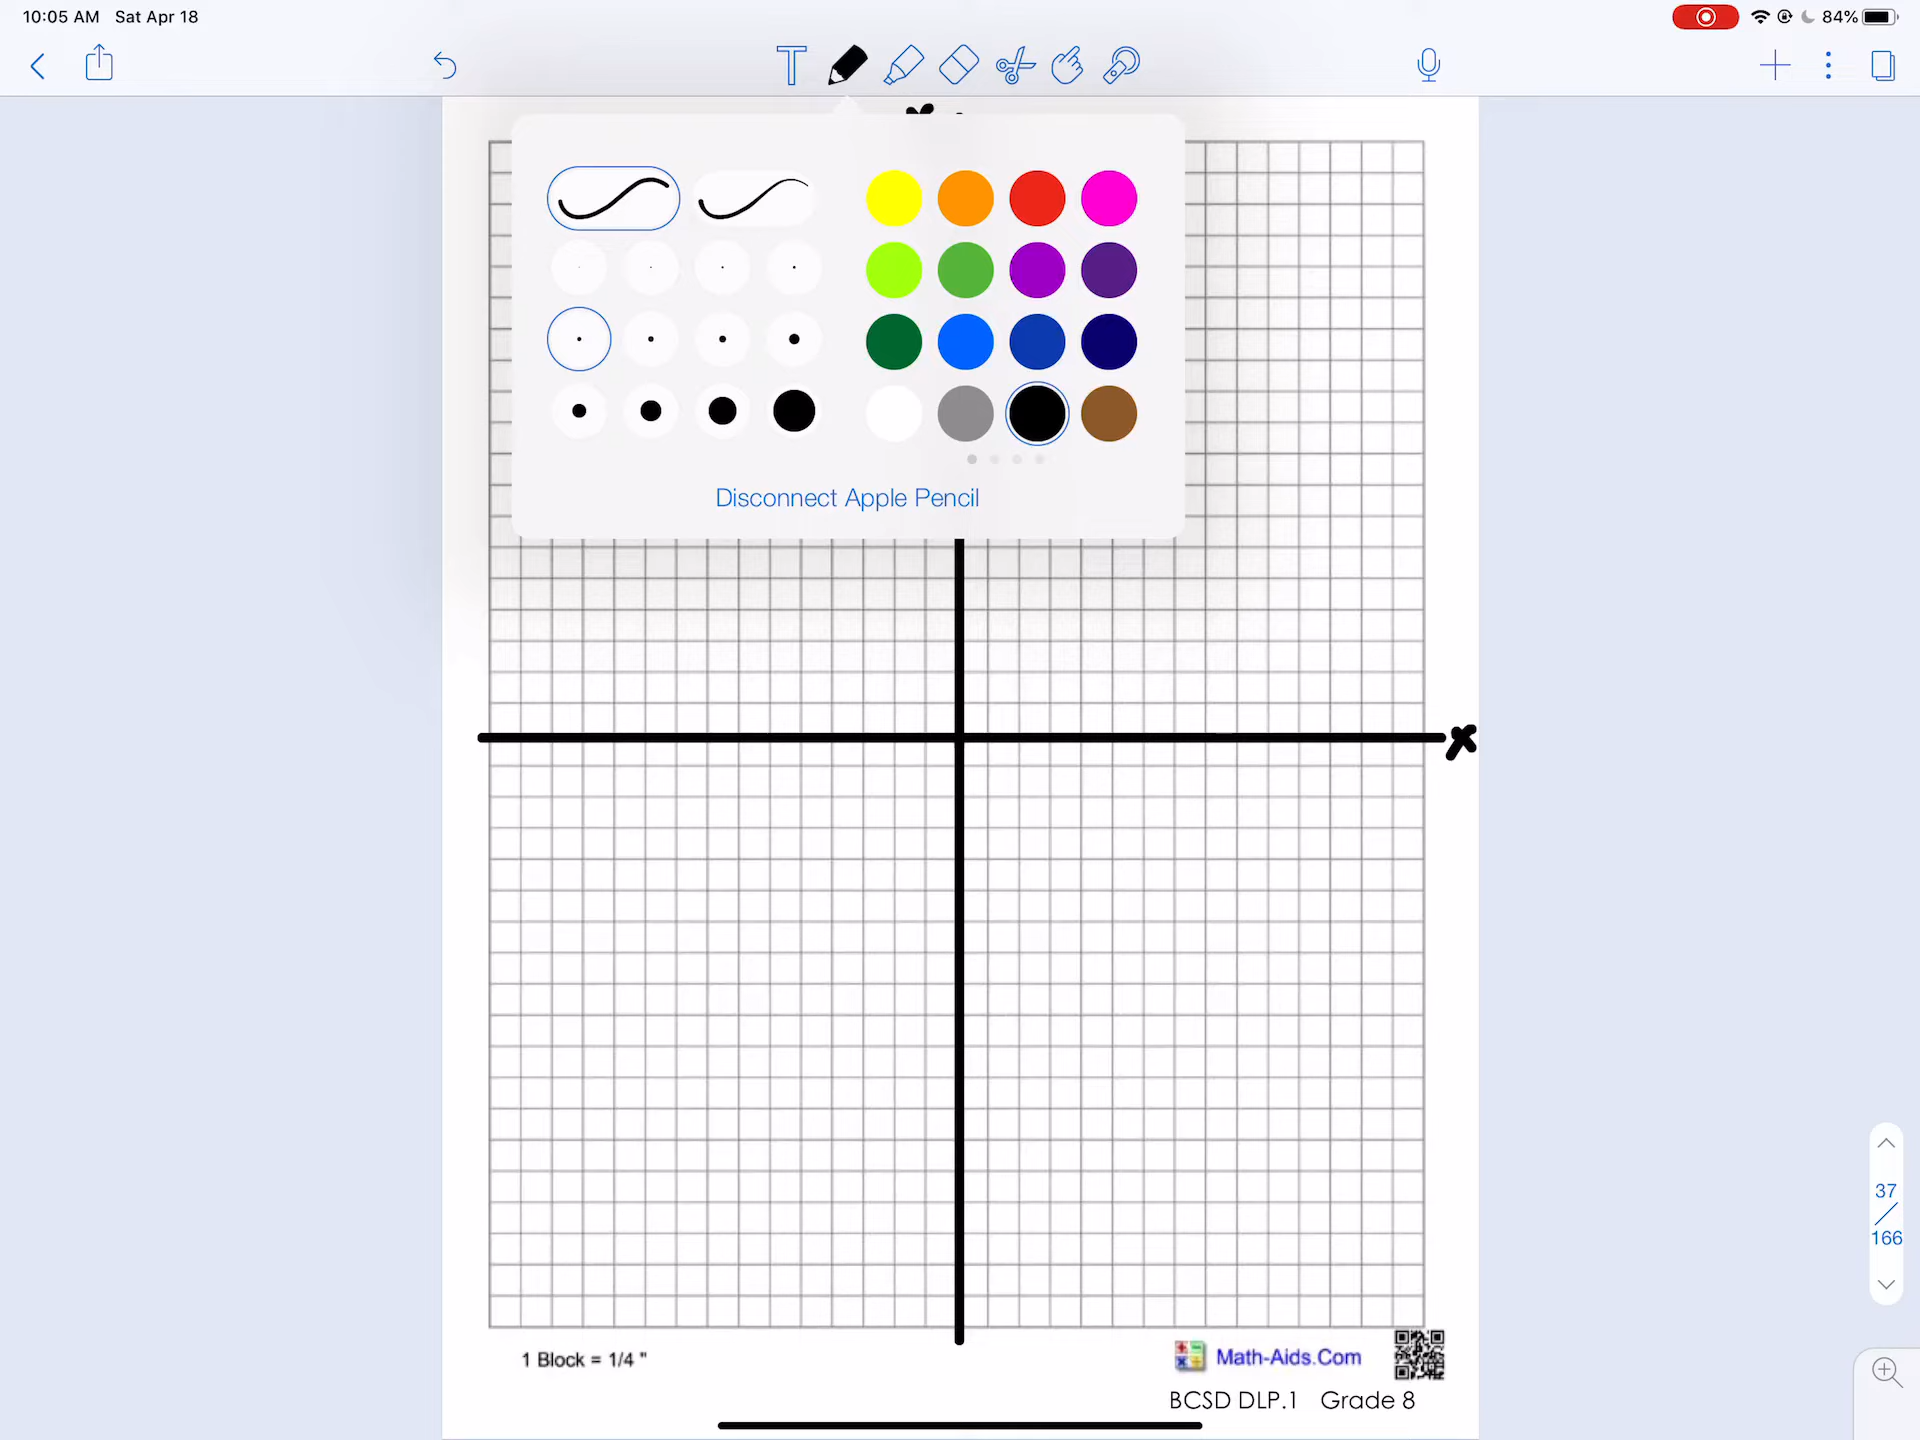 10:05 AM Sat Apr 18
84%
T
Disconnect Apple Pencil
x
37
166
1 Block = 1/4 "
Math-Aids.Com
BCSD DLP.1 Grade 8